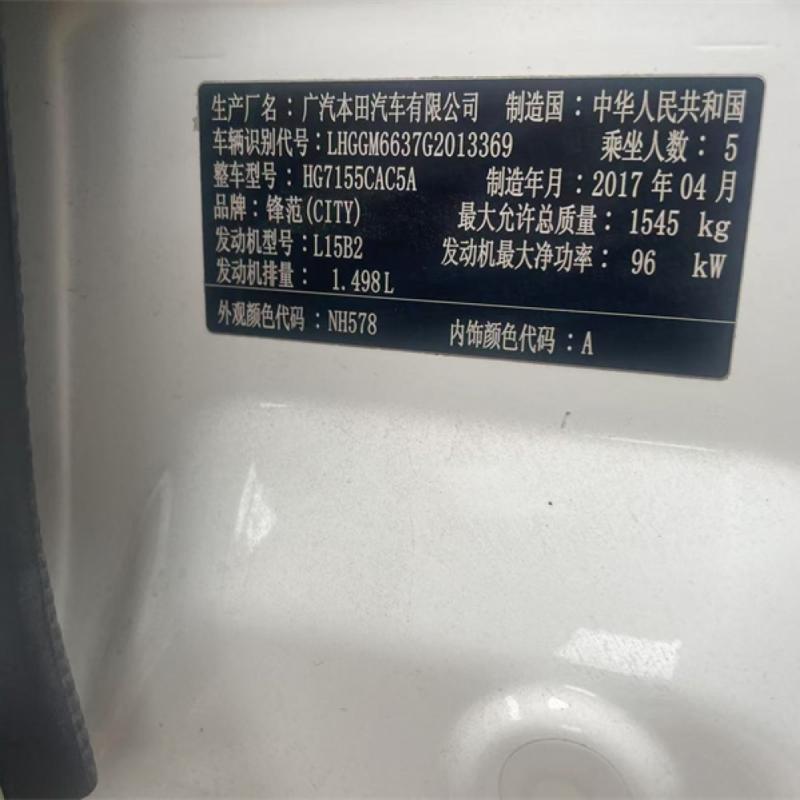 生产厂名：广汽本田汽车有限公司 制造国：中华人民共和国
车辆识别代号：LHGGM6637G2013369 乘坐人数：5
整车型号：HG7155CAC5A 制造年月：2017 年 04 月
品牌：锋范(CITY) 最大允许总质量：1545 kg
发动机型号：L15B2 发动机最大净功率：96 kW
发动机排量：1.498L
外观颜色代码：NH578 内饰颜色代码：A